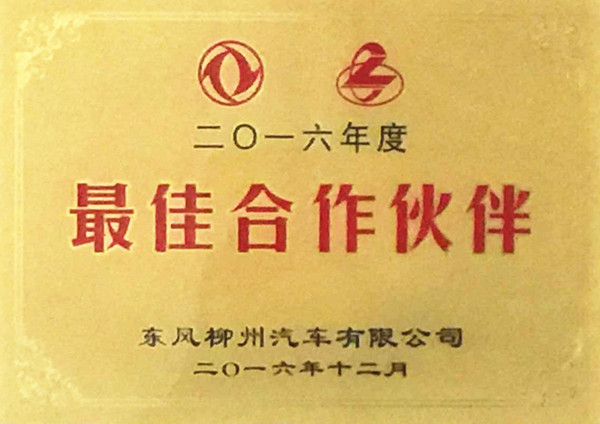 二〇一六年度
最佳合作伙伴
东风柳州汽车有限公司
二〇一六年十二月